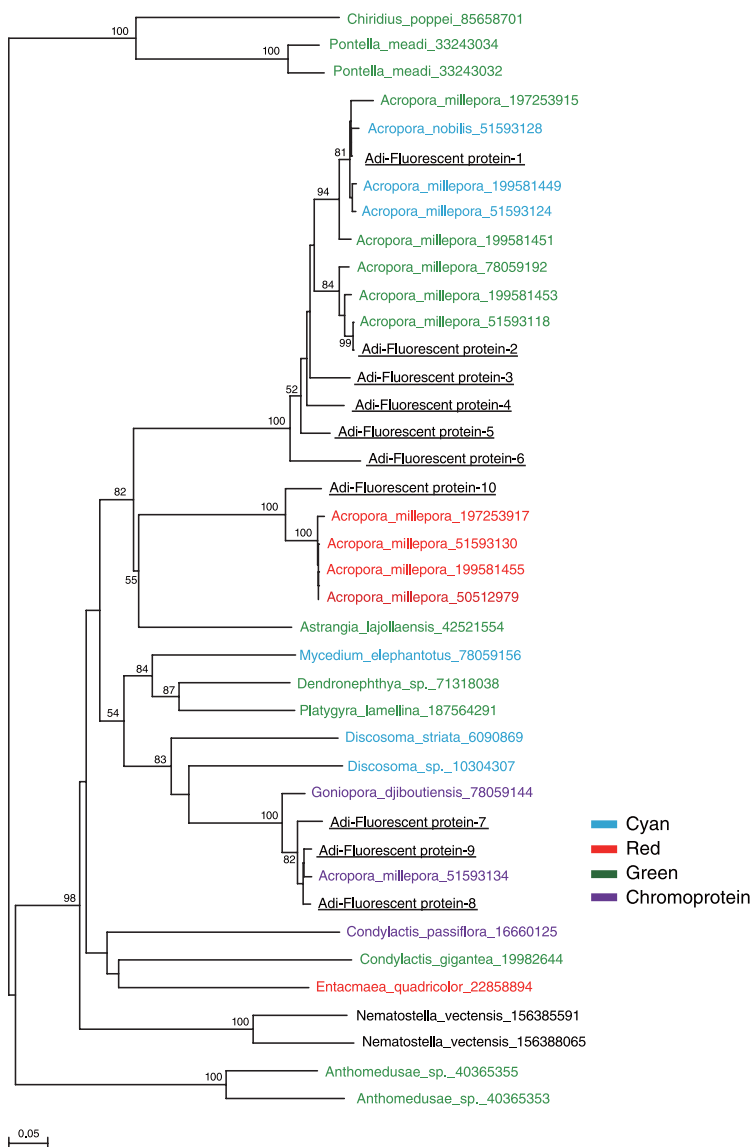 Chiridius_poppei_85658701
100
Pontella_meadi_33243034
100
Pontella_meadi_33243032
Acropora_millepora_197253915
Acropora_nobilis_51593128
81
Adi-Fluorescent protein-1
Acropora_millepora_199581449
94
Acropora_millepora_51593124
Acropora_millepora_199581451
Acropora_millepora_78059192
84
Acropora_millepora_199581453
Acropora_millepora_51593118
99
Adi-Fluorescent protein-2
Adi-Fluorescent protein-3
52
Adi-Fluorescent protein-4
100
Adi-Fluorescent protein-5
Adi-Fluorescent protein-6
82
Adi-Fluorescent protein-10
100
Acropora_millepora_197253917
100
Acropora_millepora_51593130
Acropora_millepora_199581455
55
Acropora_millepora_50512979
Astrangia_lajollaensis_42521554
Mycedium_elephantotus_78059156
84
Dendronephthya_sp._71318038
87
Platygyra_lamellina_187564291
54
Discosoma_striata_6090869
83
Discosoma_sp._10304307
Goniopora_djiboutiensis_78059144
100
Adi-Fluorescent protein-7
Adi-Fluorescent protein-9
82
Acropora_millepora_51593134
Adi-Fluorescent protein-8
98
Condylactis_passiflora_16660125
Condylactis_gigantea_19982644
Entacmaea_quadricolor_22858894
Nematostella_vectensis_156385591
100
Nematostella_vectensis_156388065
Anthomedusae_sp._40365355
100
Anthomedusae_sp._40365353
0.05
Cyan
Red
Green
Chromoprotein